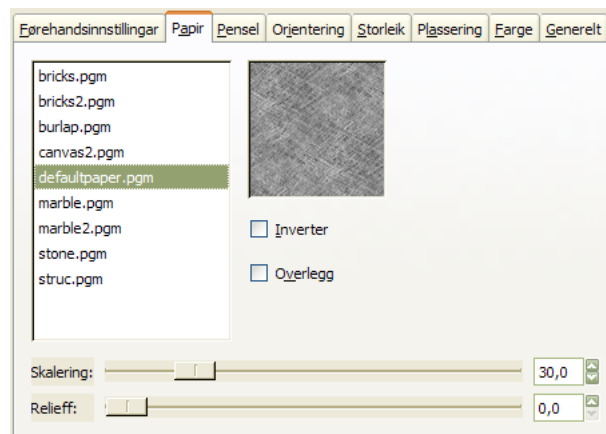 Førehandsinnstillingar Papir Pensel Orientering Storleik Plassering Farge Generelt
bricks.pgm
bricks2.pgm
burlap.pgm
canvas2.pgm
defaultpaper.pgm
marble.pgm
marble2.pgm
stone.pgm
struc.pgm
Inverter
Overlegg
Skalering: 30,0
Relieff: 0,0